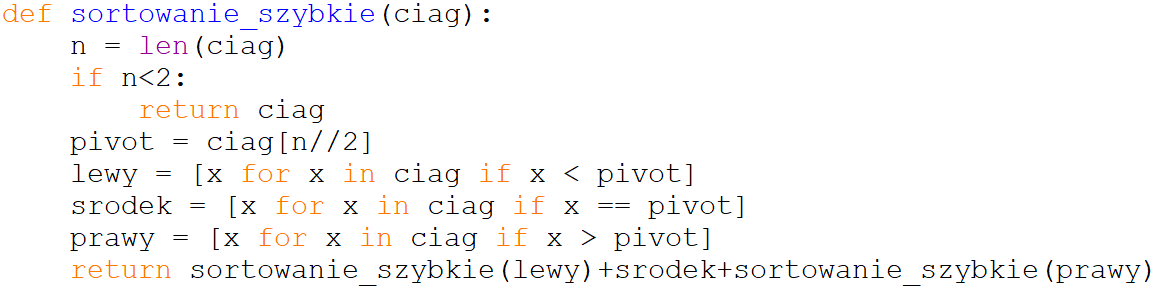 def sortowanie_szybkie(ciag):
    n = len(ciag)
    if n<2:
        return ciag
    pivot = ciag[n//2]
    lewy = [x for x in ciag if x < pivot]
    srodek = [x for x in ciag if x == pivot]
    prawy = [x for x in ciag if x > pivot]
    return sortowanie_szybkie(lewy)+srodek+sortowanie_szybkie(prawy)